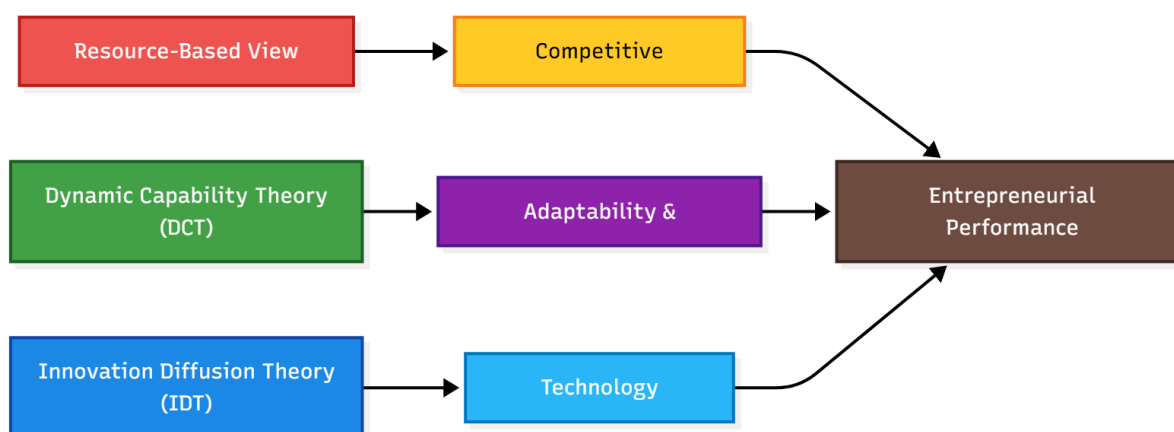 Resource-Based View
Competitive
Dynamic Capability Theory
(DCT)
Adaptability &
Entrepreneurial
Performance
Innovation Diffusion Theory
(IDT)
Technology